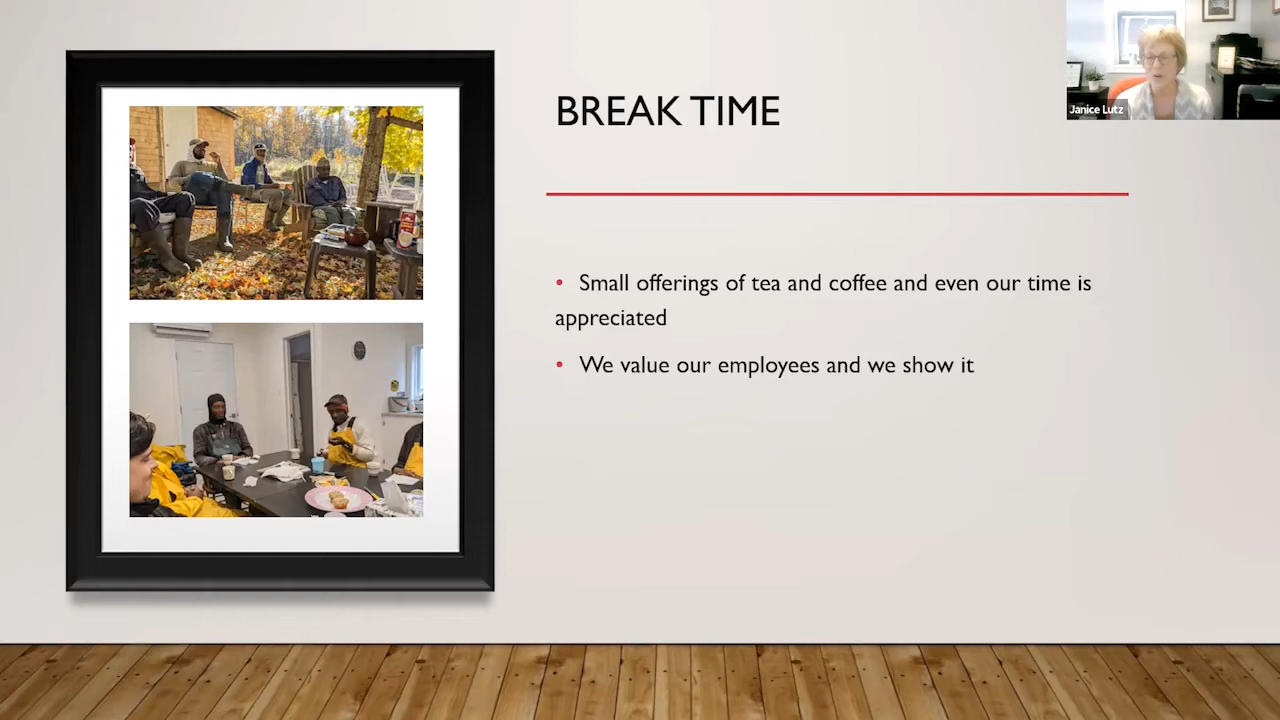 BREAK TIME
Janice Lutz
• Small offerings of tea and coffee and even our time is
appreciated
• We value our employees and we show it